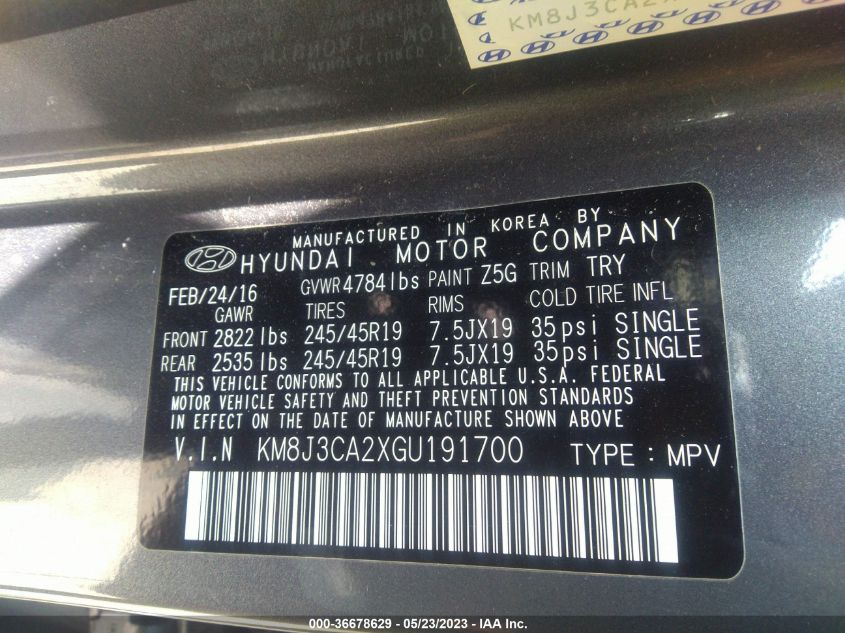 KM8J3CA2X
MANUFACTURED IN KOREA BY
HYUNDAI MOTOR COMPANY
FEB/24/16 GVWR 4784lbs PAINT Z5G TRIM TRY
GAWR TIRES RIMS COLD TIRE INFL
FRONT 2822 lbs 245/45R19 7.5JX19 35psi SINGLE
REAR 2535 lbs 245/45R19 7.5JX19 35psi SINGLE
THIS VEHICLE CONFORMS TO ALL APPLICABLE U.S.A. FEDERAL
MOTOR VEHICLE SAFETY AND THEFT PREVENTION STANDARDS
IN EFFECT ON THE DATE OF MANUFACTURE SHOWN ABOVE
V.I.N KM8J3CA2XGU191700 TYPE : MPV
000-36678629 - 05/23/2023 - IAA Inc.